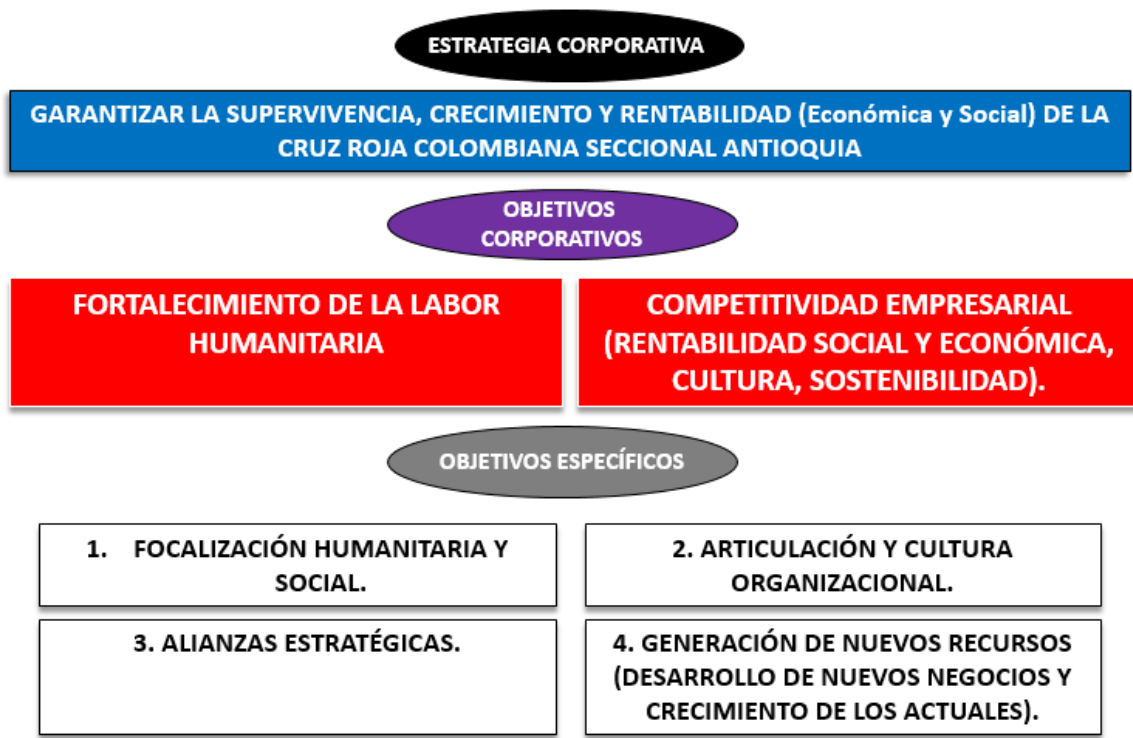 ESTRATEGIA CORPORATIVA
GARANTIZAR LA SUPERVIVENCIA, CRECIMIENTO Y RENTABILIDAD (Económica y Social) DE LA
CRUZ ROJA COLOMBIANA SECCIONAL ANTIOQUIA
OBJETIVOS
CORPORATIVOS
FORTALECIMIENTO DE LA LABOR
HUMANITARIA
COMPETITIVIDAD EMPRESARIAL
(RENTABILIDAD SOCIAL Y ECONÓMICA,
CULTURA, SOSTENIBILIDAD).
OBJETIVOS ESPECÍFICOS
1. FOCALIZACIÓN HUMANITARIA Y
SOCIAL.
2. ARTICULACIÓN Y CULTURA
ORGANIZACIONAL.
3. ALIANZAS ESTRATÉGICAS.
4. GENERACIÓN DE NUEVOS RECURSOS
(DESARROLLO DE NUEVOS NEGOCIOS Y
CRECIMIENTO DE LOS ACTUALES).